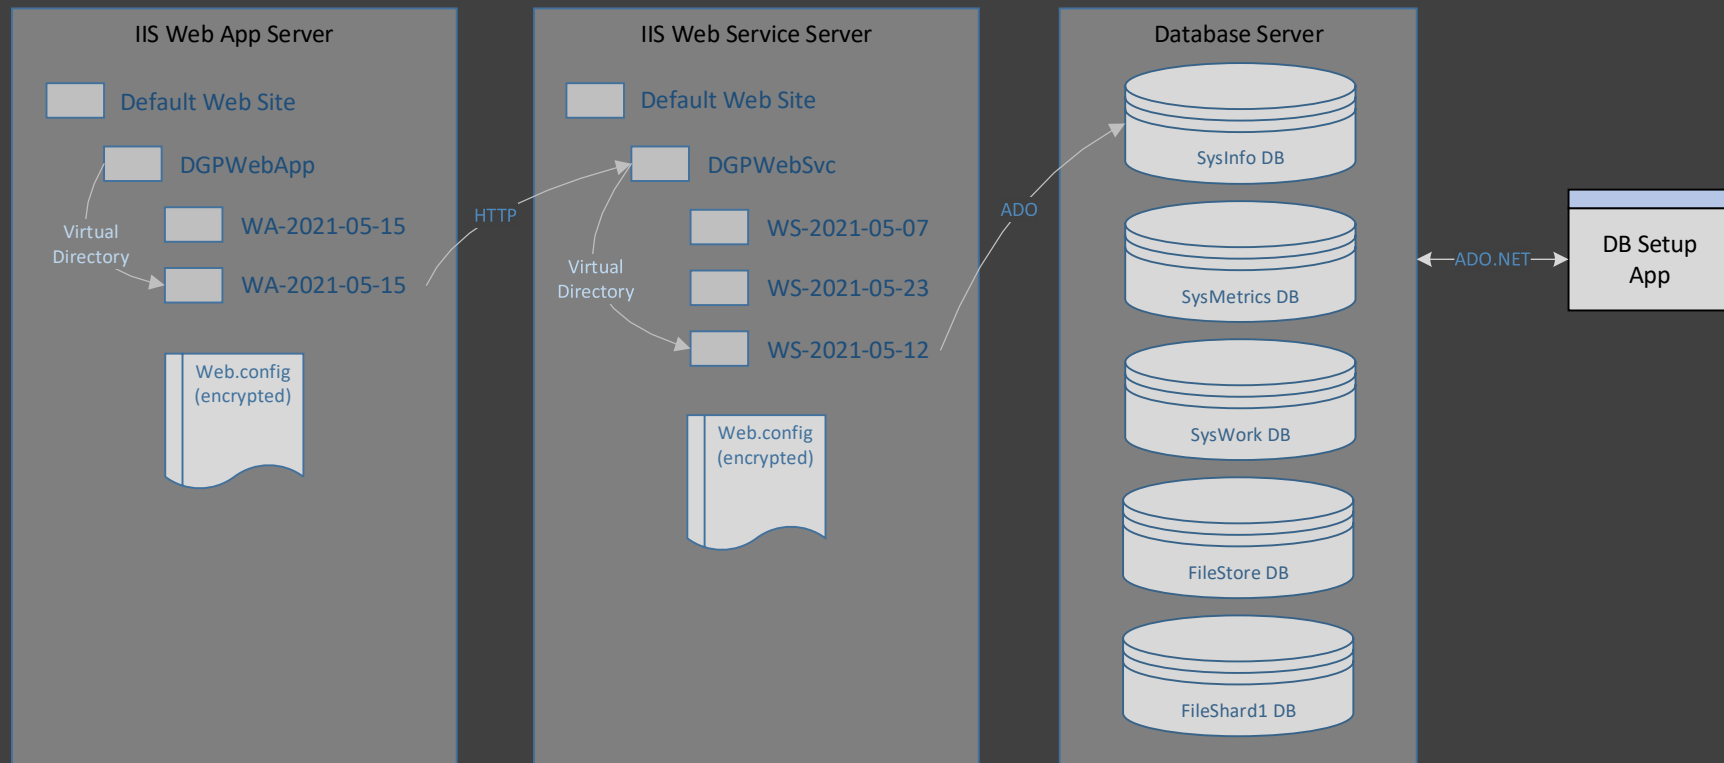 IIS Web App Server
Default Web Site
DGPWebApp
Virtual
Directory
WA-2021-05-15
WA-2021-05-15
Web.config
(encrypted)
HTTP
IIS Web Service Server
Default Web Site
DGPWebSvc
Virtual
Directory
WS-2021-05-07
WS-2021-05-23
WS-2021-05-12
Web.config
(encrypted)
ADO
Database Server
SysInfo DB
SysMetrics DB
SysWork DB
FileStore DB
FileShard1 DB
ADO.NET
DB Setup
App